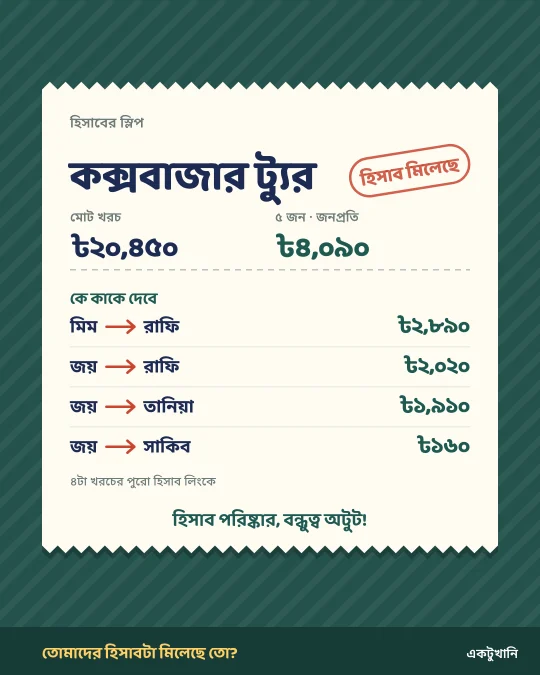 হিসাবের স্লিপ
কক্সবাজার ট্যুর
হিসাব মিলেছে
মোট খরচ ৫ জন · জনপ্রতি
৳২০,৪৫০ ৳৪,০৯০
কে কাকে দেবে
মিম → রাফি ৳২,৮৯০
জয় → রাফি ৳২,০২০
জয় → তানিয়া ৳১,৯১০
জয় → সাকিব ৳১৬০
৪টা খরচের পুরো হিসাব লিংকে
হিসাব পরিষ্কার, বন্ধুত্ব অটুট!
তোমাদের হিসাবটা মিলেছে তো? একটুখানি